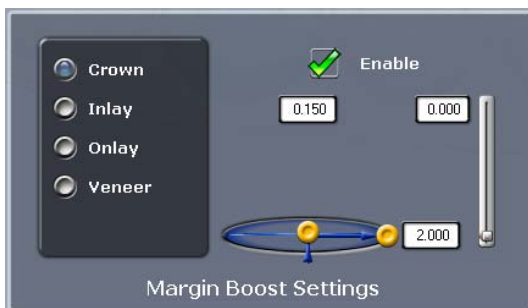 Crown
Inlay
Onlay
Veneer
Enable
0.150
0.000
2.000
Margin Boost Settings